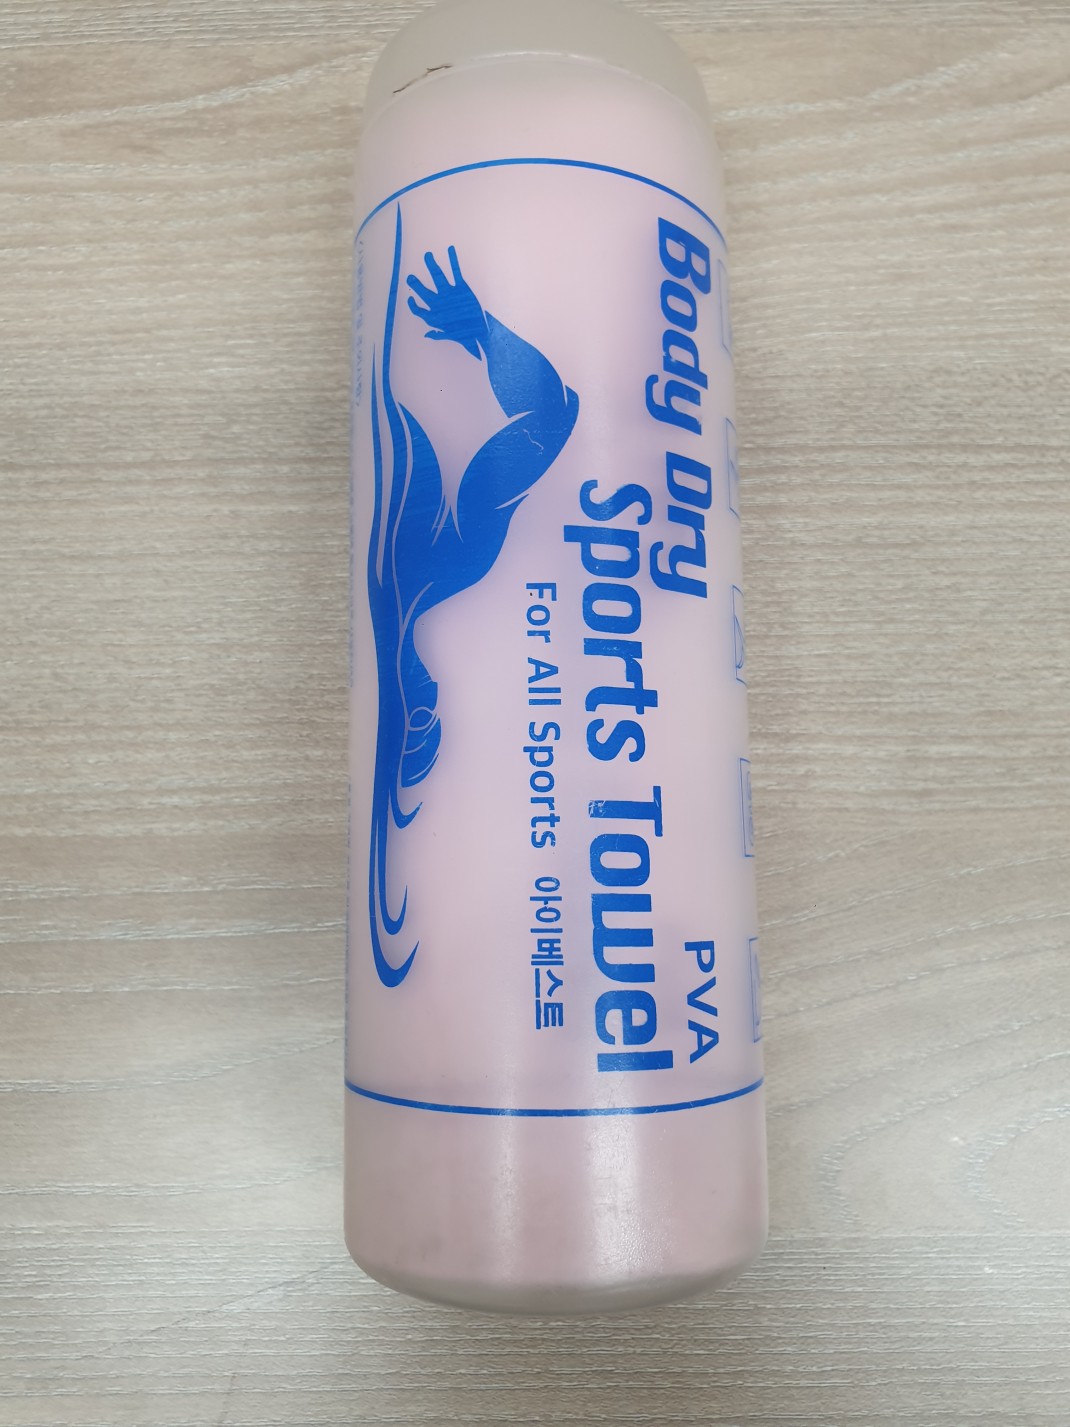 Body Dry
Sports Towel
PVA
For All Sports 아이베스트